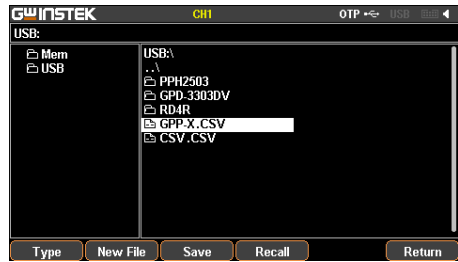 GWINSTEK CH1 OTP USB
USB:
Mem
USB
USB:\
..\
PPH2503
GPD-3303DV
RD4R
GPP-X.CSV
CSV.CSV
Type New File Save Recall Return